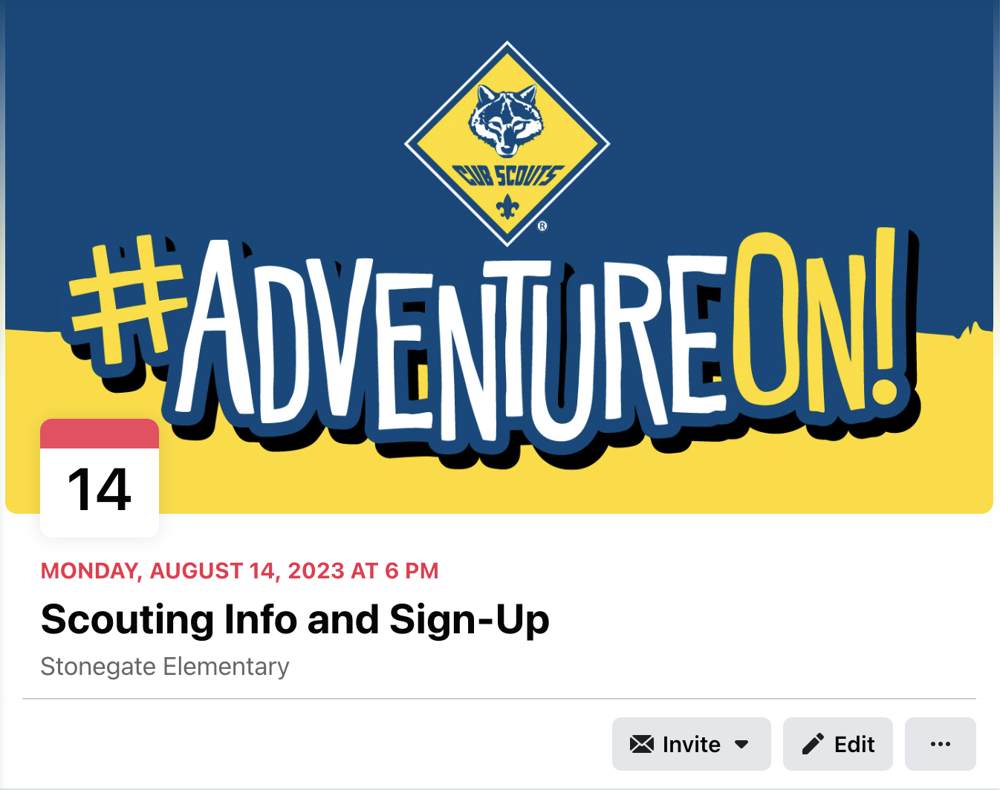 CUB SCOUTS
®
#ADVENTUREON!
14
MONDAY, AUGUST 14, 2023 AT 6 PM
Scouting Info and Sign-Up
Stonegate Elementary
Invite
Edit
...